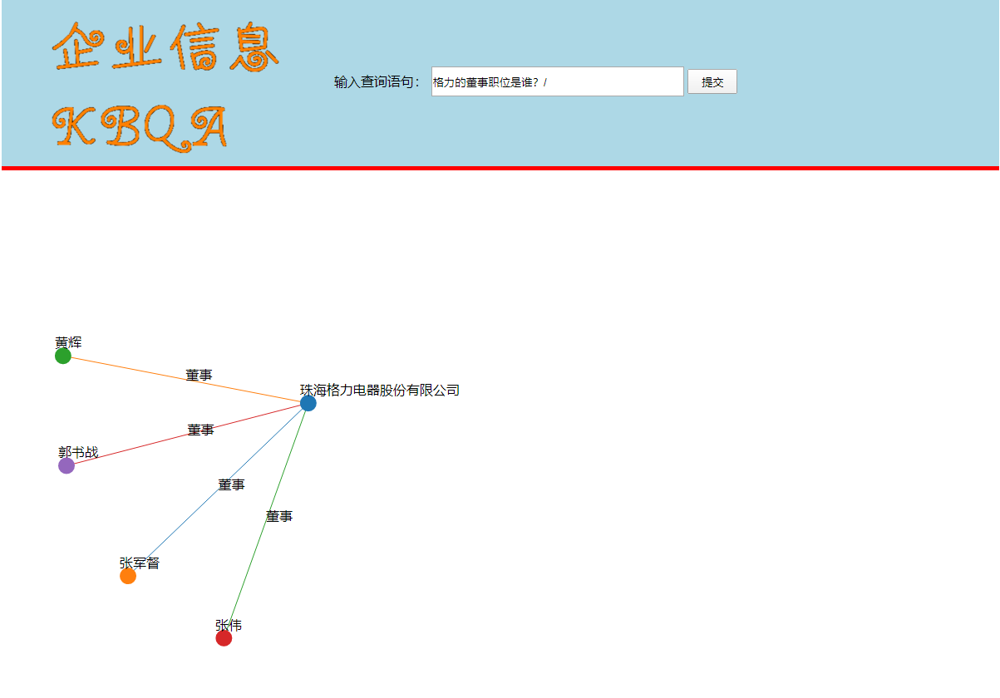 企业信息
KBQA
输入查询语句： 格力的董事职位是谁? / 提交
黄辉
董事
珠海格力电器股份有限公司
董事
郭书战
董事
董事
张军督
张伟